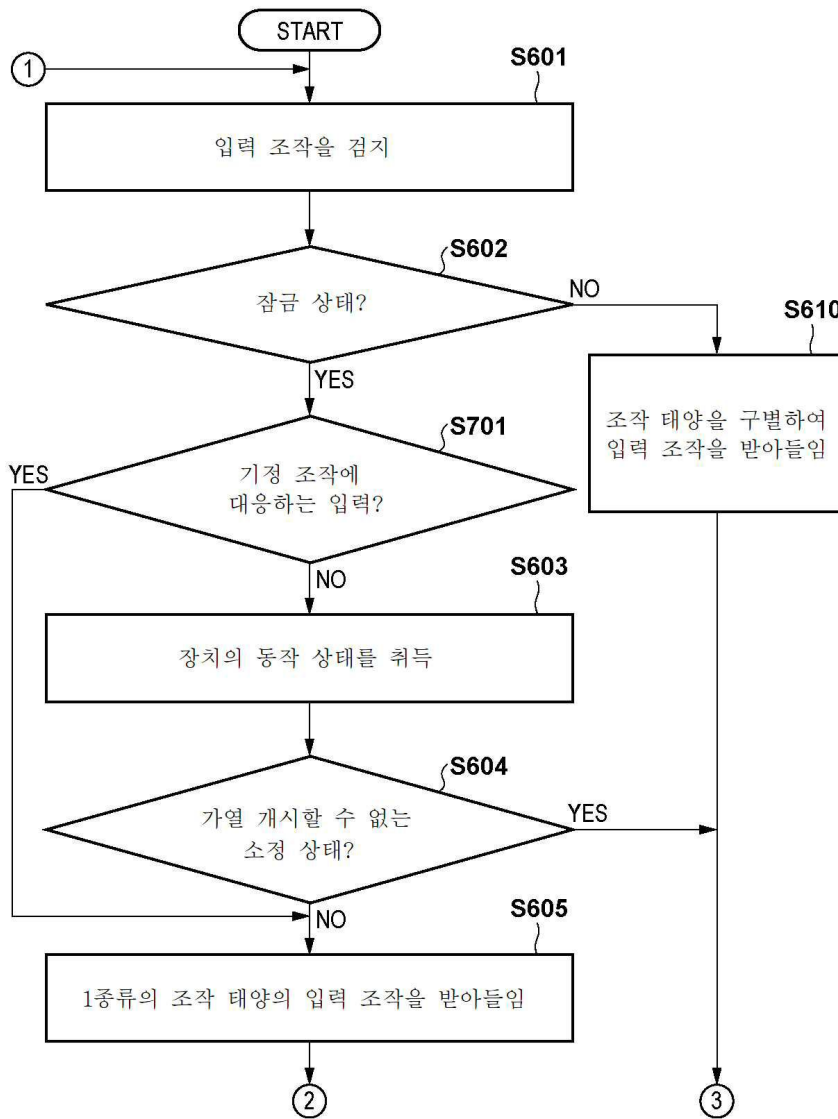 START
1
S601
입력 조작을 검지
S602
잠금 상태?
NO
YES
S610
조작 태양을 구별하여
입력 조작을 받아들임
S701
YES
기정 조작에
대응하는 입력?
NO
S603
장치의 동작 상태를 취득
S604
가열 개시할 수 없는
소정 상태?
YES
NO
S605
1종류의 조작 태양의 입력 조작을 받아들임
2
3